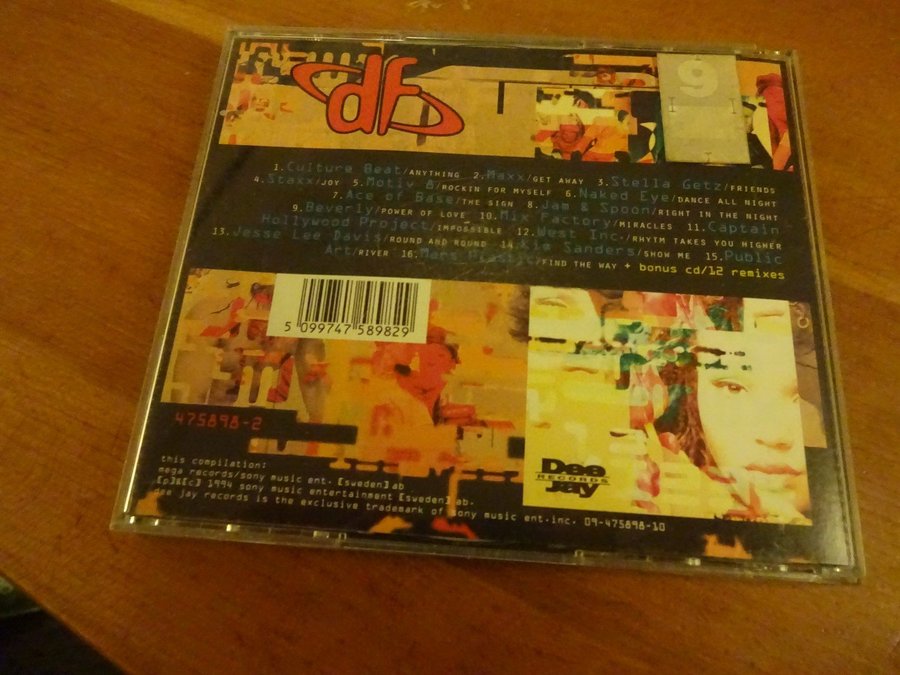 df
9
1.Culture Beat/ANYTHING 2.Maxx/GET AWAY 3.Stella Getz/FRIENDS
4.Staxx/JOY 5.Motiv 8/ROCKIN FOR MYSELF 6.Naked Eye/DANCE ALL NIGHT
7.Ace of Base/THE SIGN 8.Jam & Spoon/RIGHT IN THE NIGHT
9.Beverly/POWER OF LOVE 10.Mix Factory/MIRACLES 11.Captain
Hollywood Project/IMPOSSIBLE 12.West Inc./RHYTM TAKES YOU HIGHER
13.Jesse Lee Davis/ROUND AND ROUND 14.Kim Sanders/SHOW ME 15.Public
Art/RIVER 16.Mars Plastic/FIND THE WAY + bonus cd/12 remixes
5 099747 589829
475898-2
Dee
RECORDS
Jay
this compilation:
mega records/sony music ent. [sweden] ab
[p]&[c] 1994 sony music entertainment [sweden] ab.
dee jay records is the exclusive trademark of sony music ent.inc. 09-475898-10